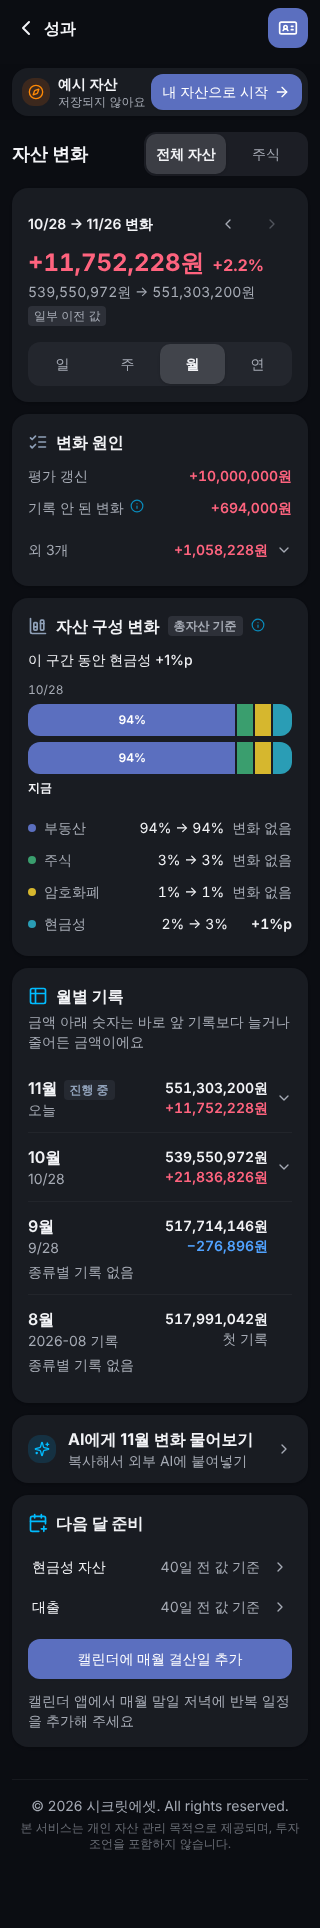 성과
예시 자산
저장되지 않아요
내 자산으로 시작 →
자산 변화
전체 자산
주식
10/28 → 11/26 변화
+11,752,228원 +2.2%
539,550,972원 → 551,303,200원
일부 이전 값
일 주 월 연
변화 원인
평가 갱신 +10,000,000원
기록 안 된 변화 +694,000원
외 3개 +1,058,228원
자산 구성 변화 총자산 기준
이 구간 동안 현금성 +1%p
10/28
94%
94%
지금
부동산 94% → 94% 변화 없음
주식 3% → 3% 변화 없음
암호화폐 1% → 1% 변화 없음
현금성 2% → 3% +1%p
월별 기록
금액 아래 숫자는 바로 앞 기록보다 늘거나
줄어든 금액이에요
11월 진행 중 551,303,200원
오늘 +11,752,228원
10월 539,550,972원
10/28 +21,836,826원
9월 517,714,146원
9/28 −276,896원
종류별 기록 없음
8월 517,991,042원
2026-08 기록 첫 기록
종류별 기록 없음
AI에게 11월 변화 물어보기
복사해서 외부 AI에 붙여넣기
다음 달 준비
현금성 자산 40일 전 값 기준
대출 40일 전 값 기준
캘린더에 매월 결산일 추가
캘린더 앱에서 매월 말일 저녁에 반복 일정
을 추가해 주세요
© 2026 시크릿에셋. All rights reserved.
본 서비스는 개인 자산 관리 목적으로 제공되며, 투자
조언을 포함하지 않습니다.